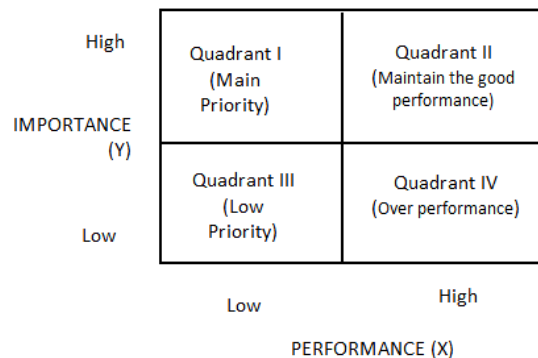 High
Quadrant I
(Main
Priority)
Quadrant II
(Maintain the good
performance)
IMPORTANCE
(Y)
Quadrant III
(Low
Priority)
Quadrant IV
(Over performance)
Low
Low
High
PERFORMANCE (X)